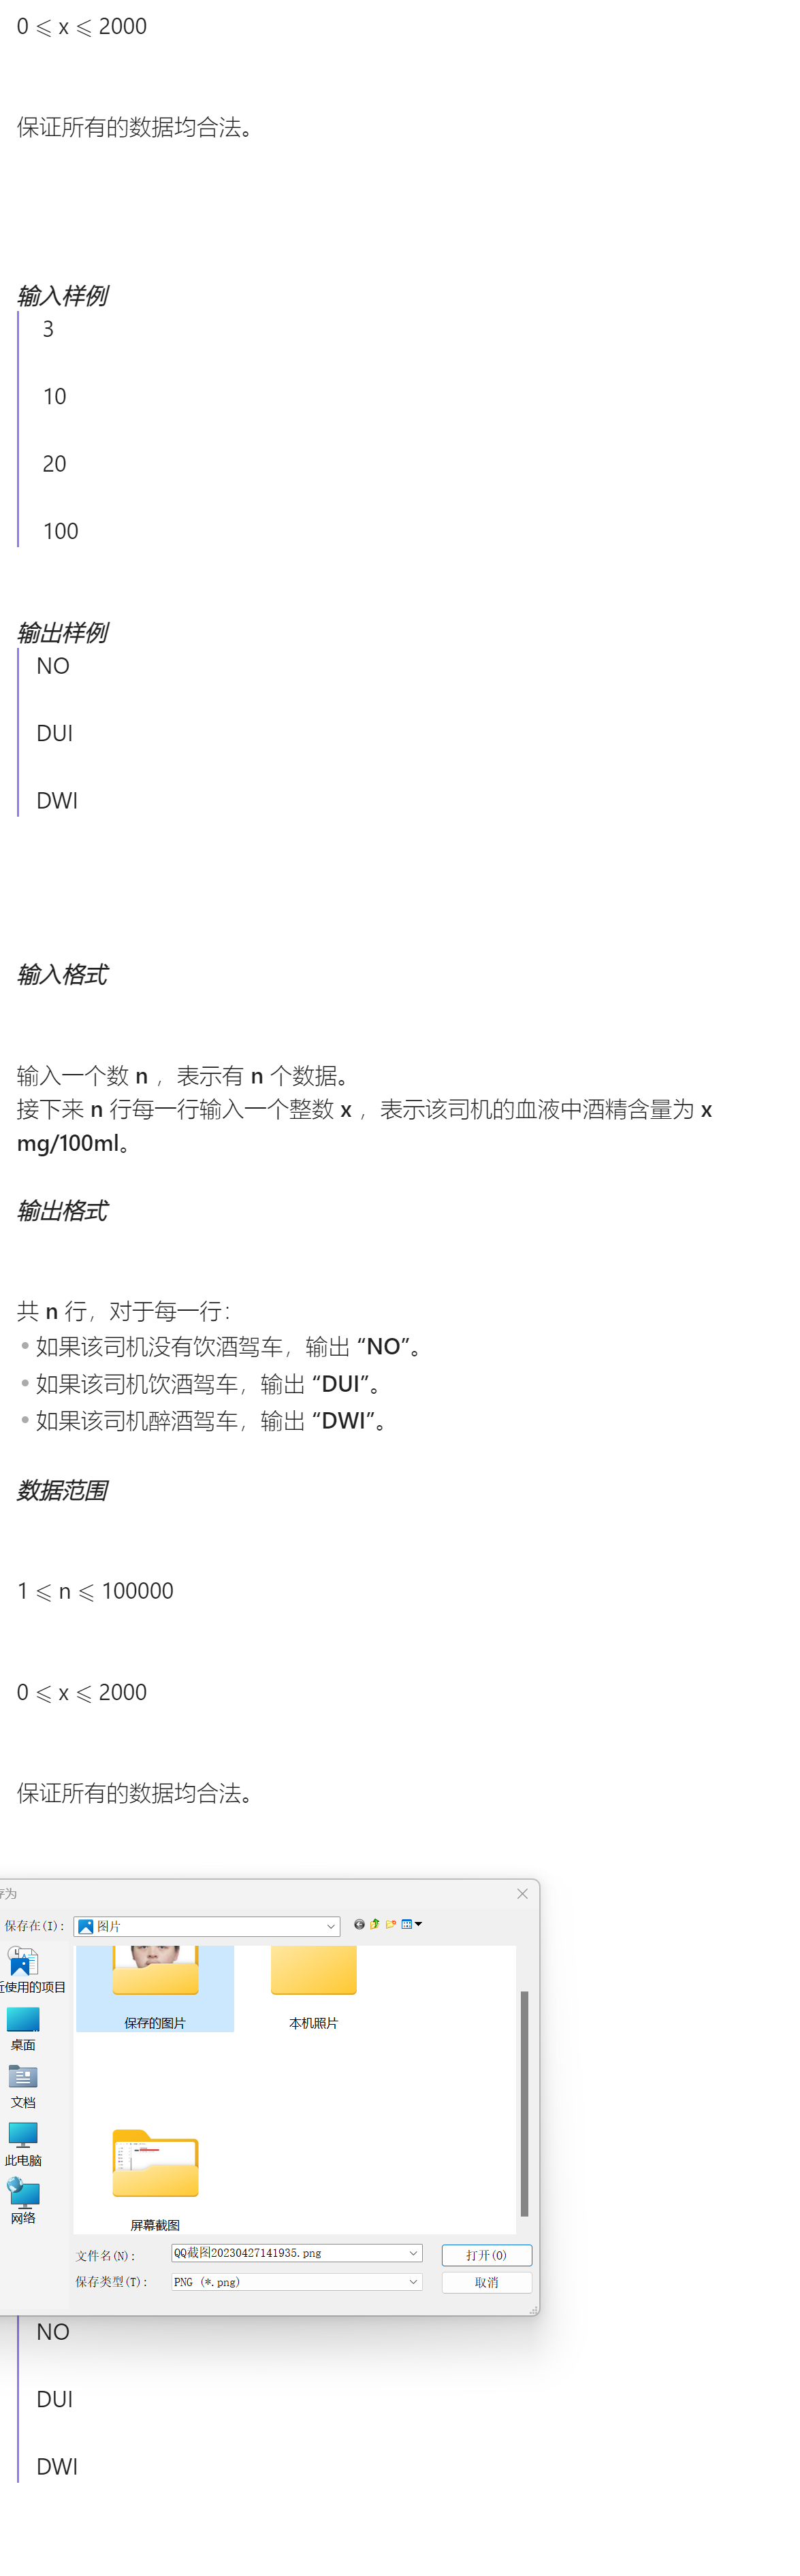 0 ⩽ x ⩽ 2000
保证所有的数据均合法。
输入样例
3
10
20
100
输出样例
NO
DUI
DWI
输入格式
输入一个数 n ，表示有 n 个数据。
接下来 n 行每一行输入一个整数 x ，表示该司机的血液中酒精含量为 x
mg/100ml。
输出格式
共 n 行，对于每一行：
如果该司机没有饮酒驾车，输出 “NO”。
如果该司机饮酒驾车，输出 “DUI”。
如果该司机醉酒驾车，输出 “DWI”。
数据范围
1 ⩽ n ⩽ 100000
0 ⩽ x ⩽ 2000
保证所有的数据均合法。
存为
保存在(I):
图片
近使用的项目
桌面
文档
此电脑
网络
保存的图片
本机照片
屏幕截图
文件名(N):
QQ截图20230427141935.png
打开(O)
保存类型(T):
PNG (*.png)
取消
NO
DUI
DWI